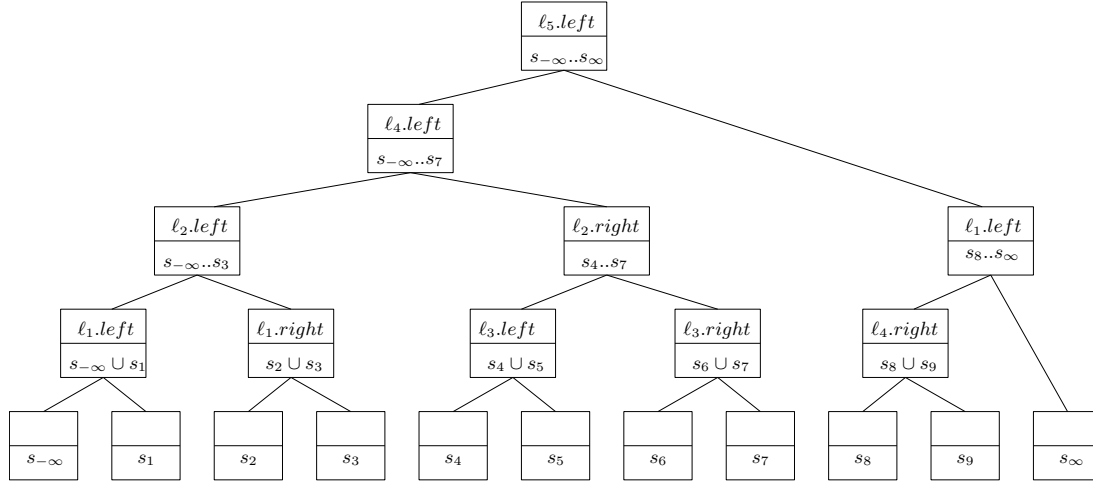 ℓ₅.left
s₋∞..s∞
ℓ₄.left
s₋∞..s₇
ℓ₂.left
s₋∞..s₃
ℓ₂.right
s₄..s₇
ℓ₁.left
s₈..s∞
ℓ₁.left
s₋∞ ∪ s₁
ℓ₁.right
s₂ ∪ s₃
ℓ₃.left
s₄ ∪ s₅
ℓ₃.right
s₆ ∪ s₇
ℓ₄.right
s₈ ∪ s₉
s₋∞
s₁
s₂
s₃
s₄
s₅
s₆
s₇
s₈
s₉
s∞